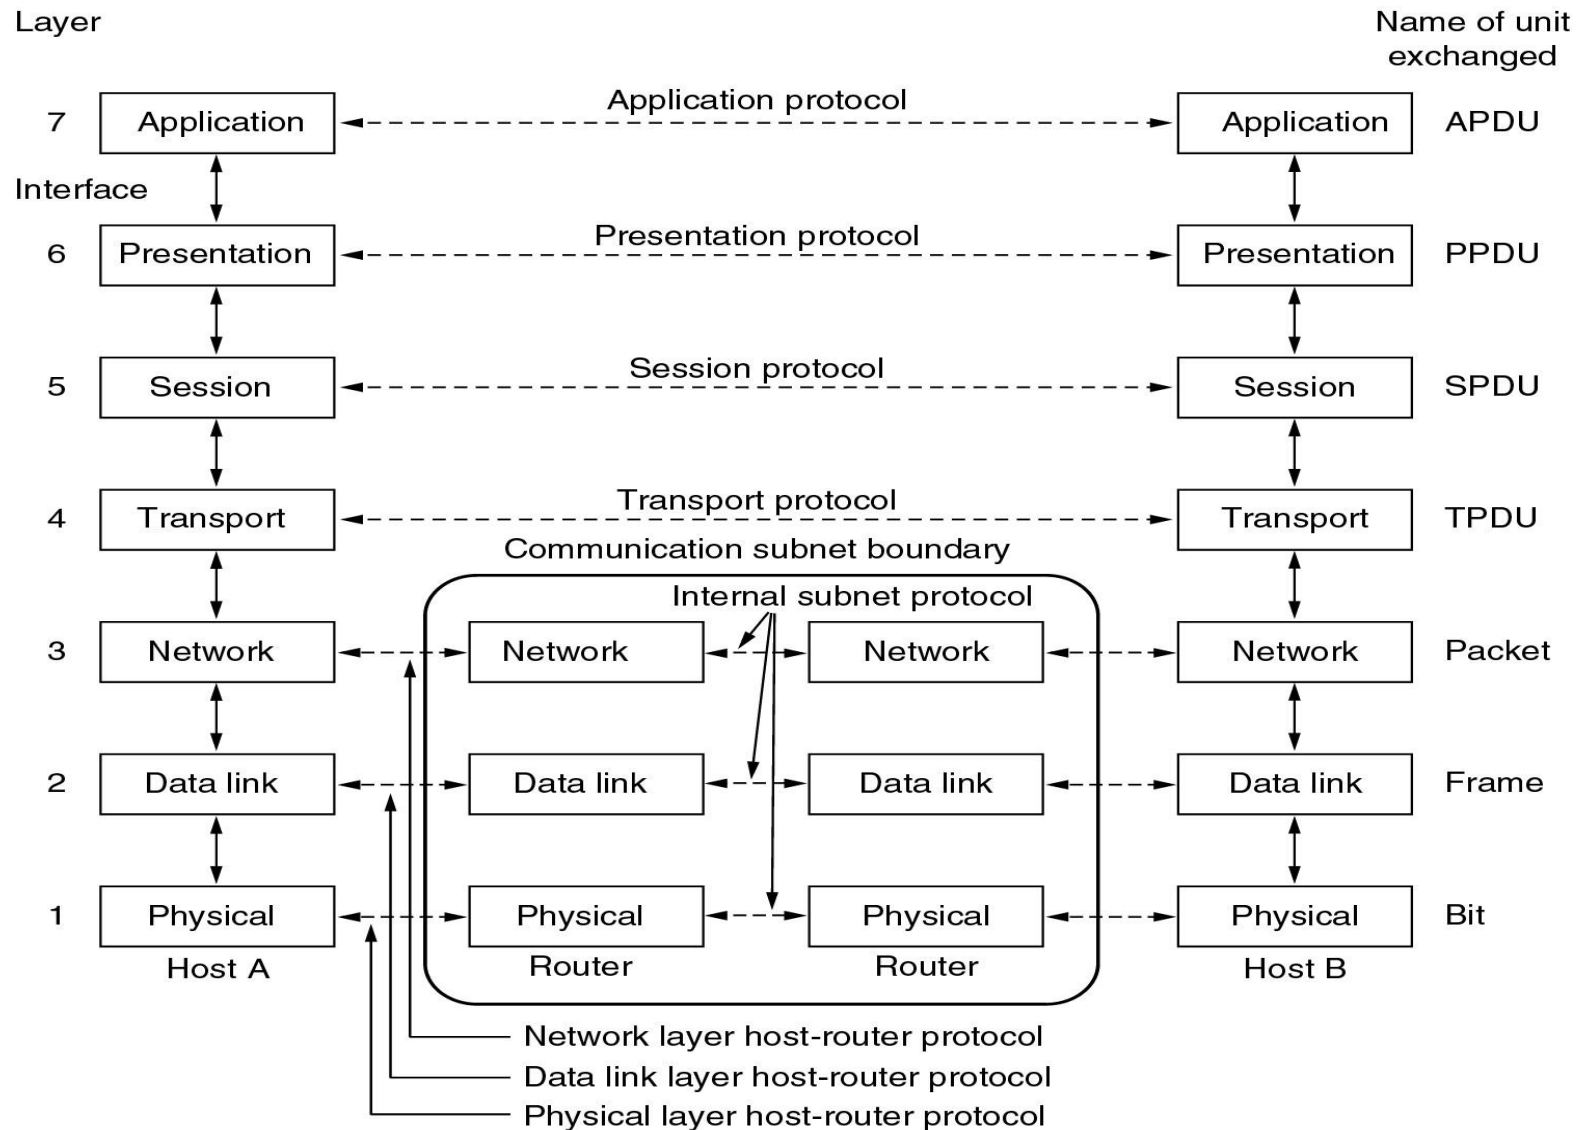 Layer
Name of unit
exchanged
Application protocol
7
Application
Application
APDU
Interface
Presentation protocol
6
Presentation
Presentation
PPDU
Session protocol
5
Session
Session
SPDU
Transport protocol
4
Transport
Transport
TPDU
Communication subnet boundary
Internal subnet protocol
3
Network
Network
Network
Network
Packet
2
Data link
Data link
Data link
Data link
Frame
1
Physical
Physical
Physical
Physical
Bit
Host A
Router
Router
Host B
Network layer host-router protocol
Data link layer host-router protocol
Physical layer host-router protocol